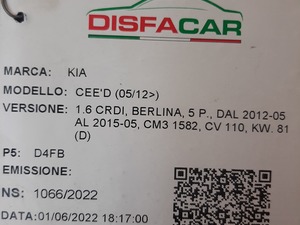 DISFACAR
MARCA: KIA
MODELLO: CEE'D (05/12>)
VERSIONE: 1.6 CRDI, BERLINA, 5 P., DAL 2012-05
AL 2015-05, CM3 1582, CV 110, KW. 81
(D)
P5: D4FB
EMISSIONE:
NS: 1066/2022
DATA:01/06/2022 18:17:00